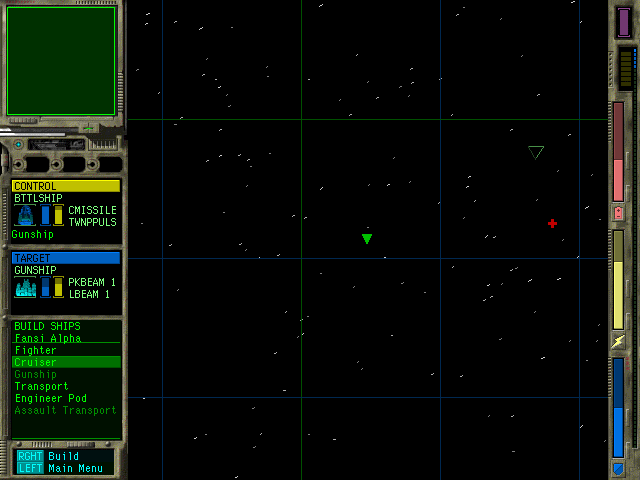 CONTROL
BTTLSHIP
CMISSILE
TWNPPULS
Gunship
TARGET
GUNSHIP
PKBEAM 1
LBEAM 1
BUILD SHIPS
Fansi Alpha
Fighter
Cruiser
Gunship
Transport
Engineer Pod
Assault Transport
RGHT Build
LEFT Main Menu